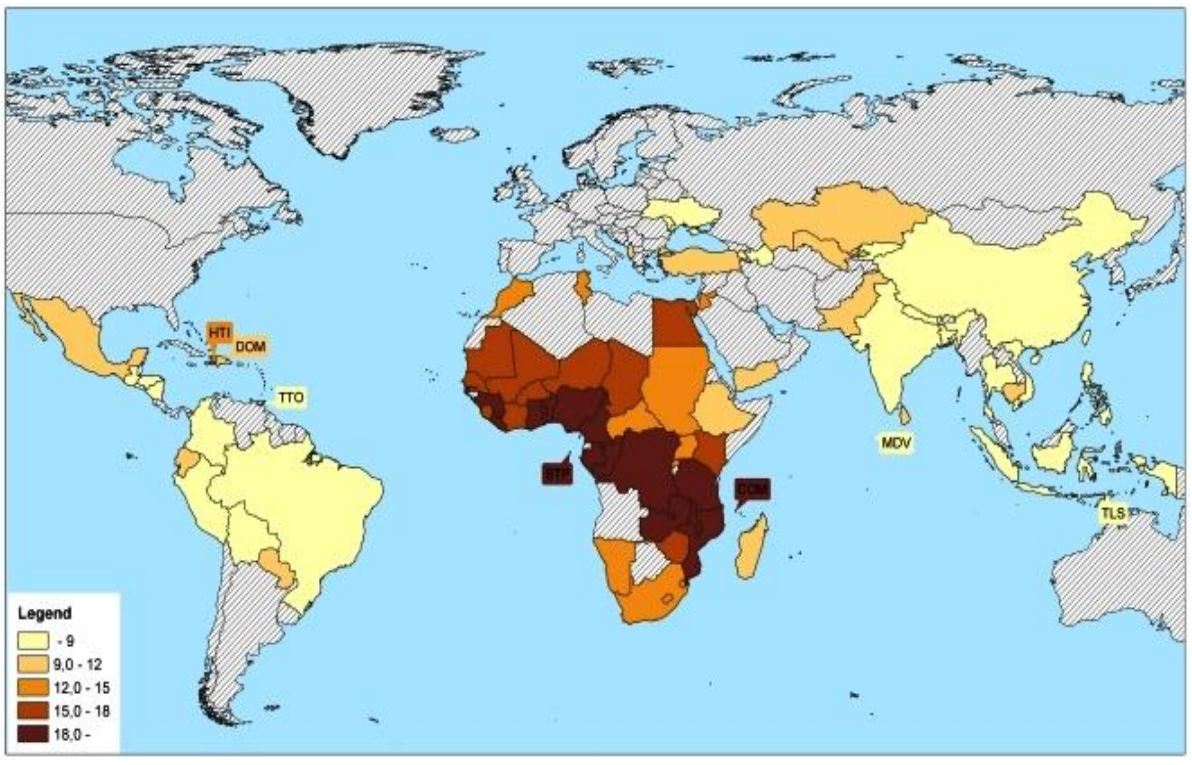 HTI
DOM
TTO
STP
COM
MDV
TLS
Legend
- 9
9,0 - 12
12,0 - 15
15,0 - 18
18,0 -